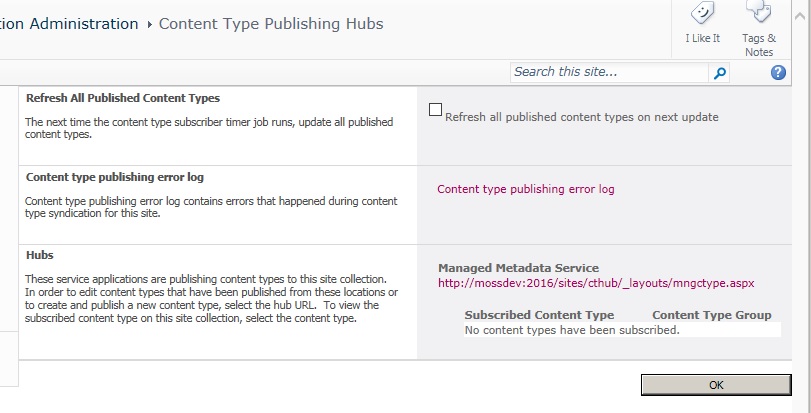 tion Administration ▸ Content Type Publishing Hubs
I Like It
Tags &
Notes
Search this site...
Refresh All Published Content Types
The next time the content type subscriber timer job runs, update all published
content types.
Refresh all published content types on next update
Content type publishing error log
Content type publishing error log contains errors that happened during content
type syndication for this site.
Content type publishing error log
Hubs
These service applications are publishing content types to this site collection.
In order to edit content types that have been published from these locations or
to create and publish a new content type, select the hub URL. To view the
subscribed content type on this site collection, select the content type.
Managed Metadata Service
http://mossdev:2016/sites/cthub/_layouts/mngctype.aspx
Subscribed Content Type Content Type Group
No content types have been subscribed.
OK